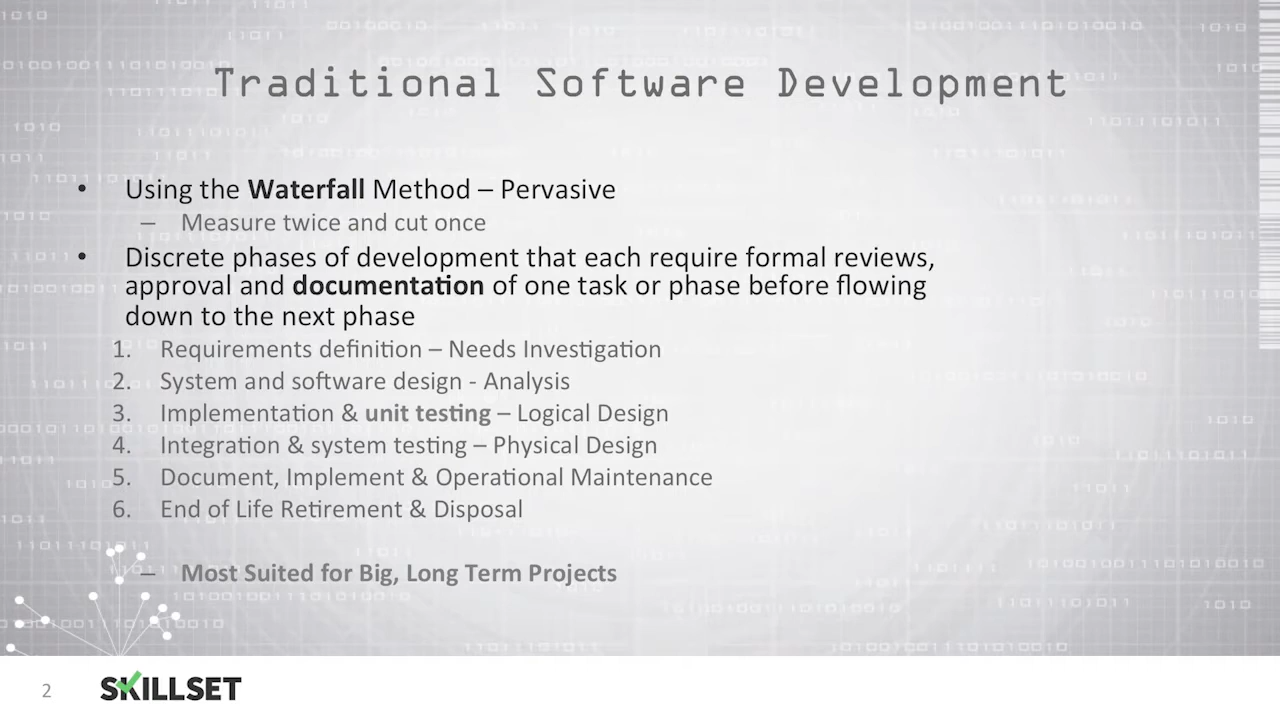 Traditional Software Development
• Using the Waterfall Method – Pervasive
– Measure twice and cut once
• Discrete phases of development that each require formal reviews,
approval and documentation of one task or phase before flowing
down to the next phase
1. Requirements definition – Needs Investigation
2. System and software design - Analysis
3. Implementation & unit testing – Logical Design
4. Integration & system testing – Physical Design
5. Document, Implement & Operational Maintenance
6. End of Life Retirement & Disposal
– Most Suited for Big, Long Term Projects
2
SKILLSET